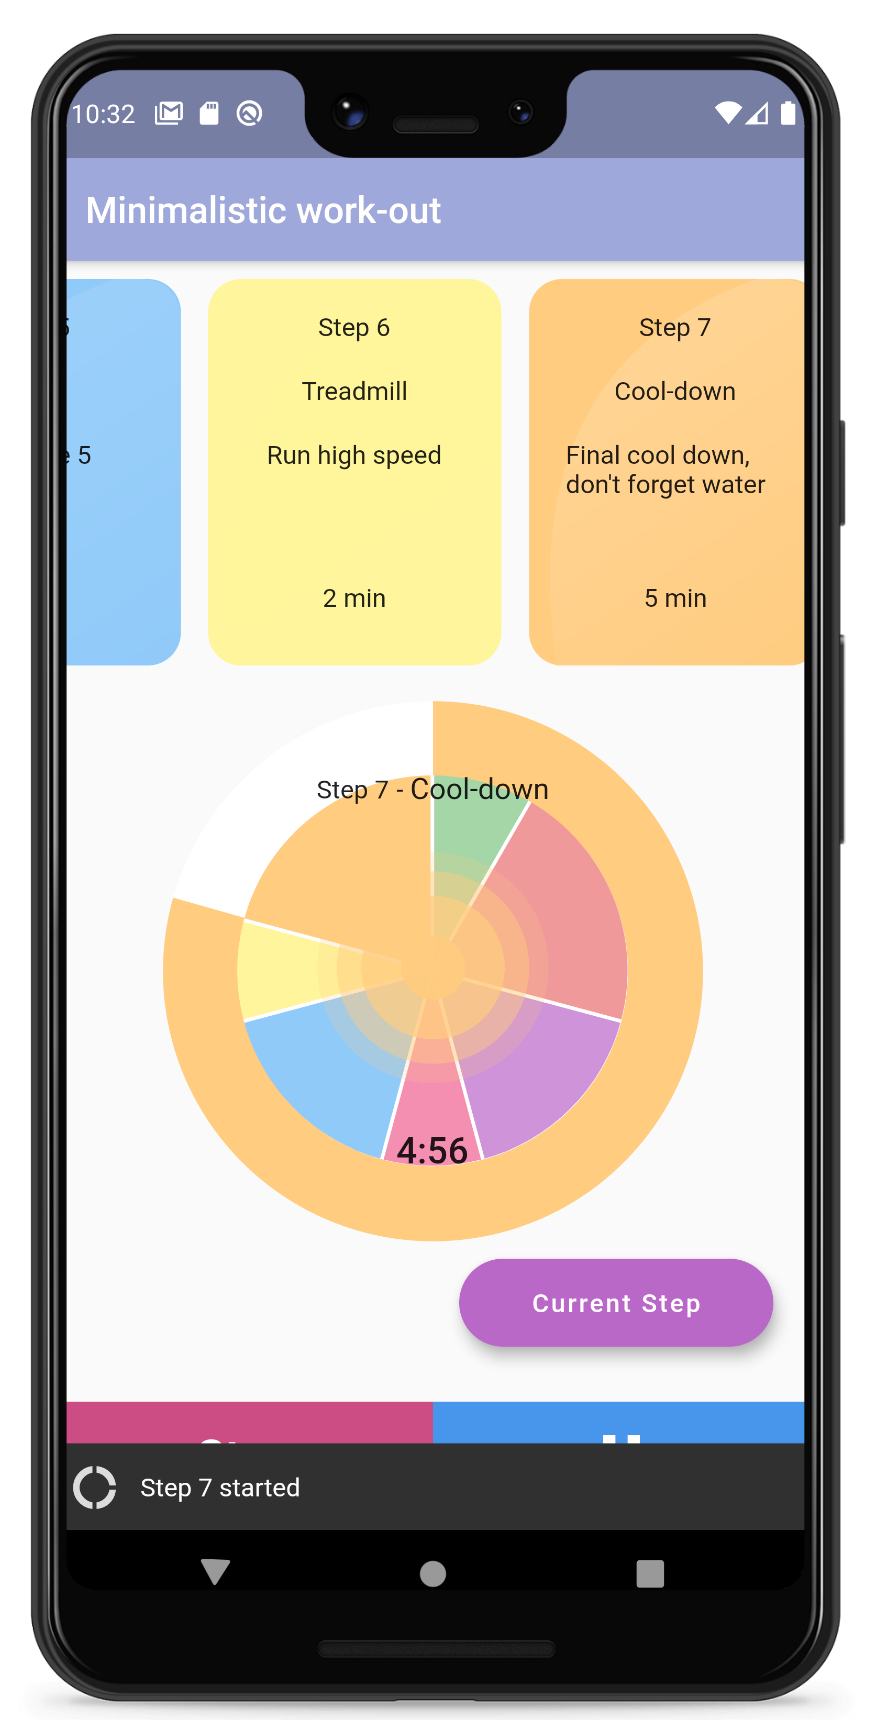 10:32
Minimalistic work-out
5
e 5
Step 6
Treadmill
Run high speed
2 min
Step 7
Cool-down
Final cool down,
don't forget water
5 min
Step 7 - Cool-down
4:56
Current Step
Step 7 started